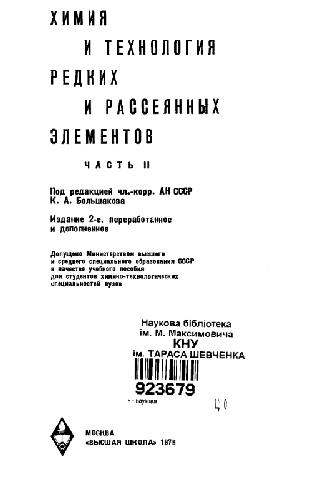 ХИМИЯ
И ТЕХНОЛОГИЯ
РЕДКИХ
И РАССЕЯННЫХ
ЭЛЕМЕНТОВ
ЧАСТЬ II
Под редакцией чл.-корр. АН СССР
К. А. Большакова
Издание 2-е, переработанное
и дополненное
Допущено Министерством высшего
и среднего специального образования СССР
в качестве учебного пособия
для студентов химико-технологических
специальностей вузов
Наукова бібліотека
ім. М. Максимовича
КНУ
ім. ТАРАСА ШЕВЧЕНКА
923679
МОСКВА
«ВЫСШАЯ ШКОЛА» 1976